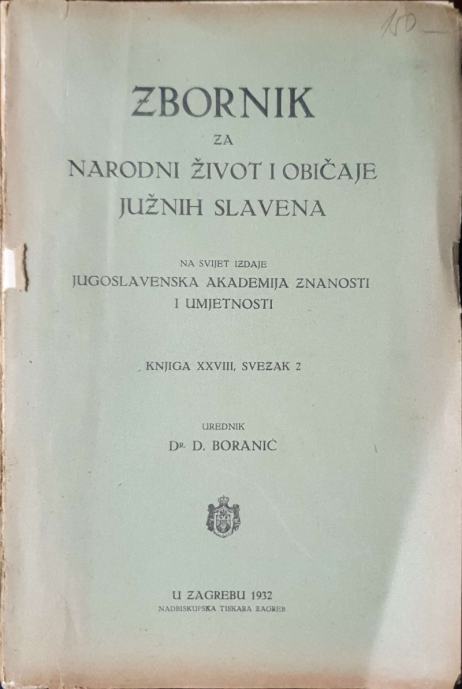 150—
ZBORNIK
ZA
NARODNI ŽIVOT I OBIČAJE
JUŽNIH SLAVENA
NA SVIJET IZDAJE
JUGOSLAVENSKA AKADEMIJA ZNANOSTI
I UMJETNOSTI
KNJIGA XXVIII, SVEZAK 2
UREDNIK
DR. D. BORANIĆ
U ZAGREBU 1932
NADBISKUPSKA TISKARA ZAGREB